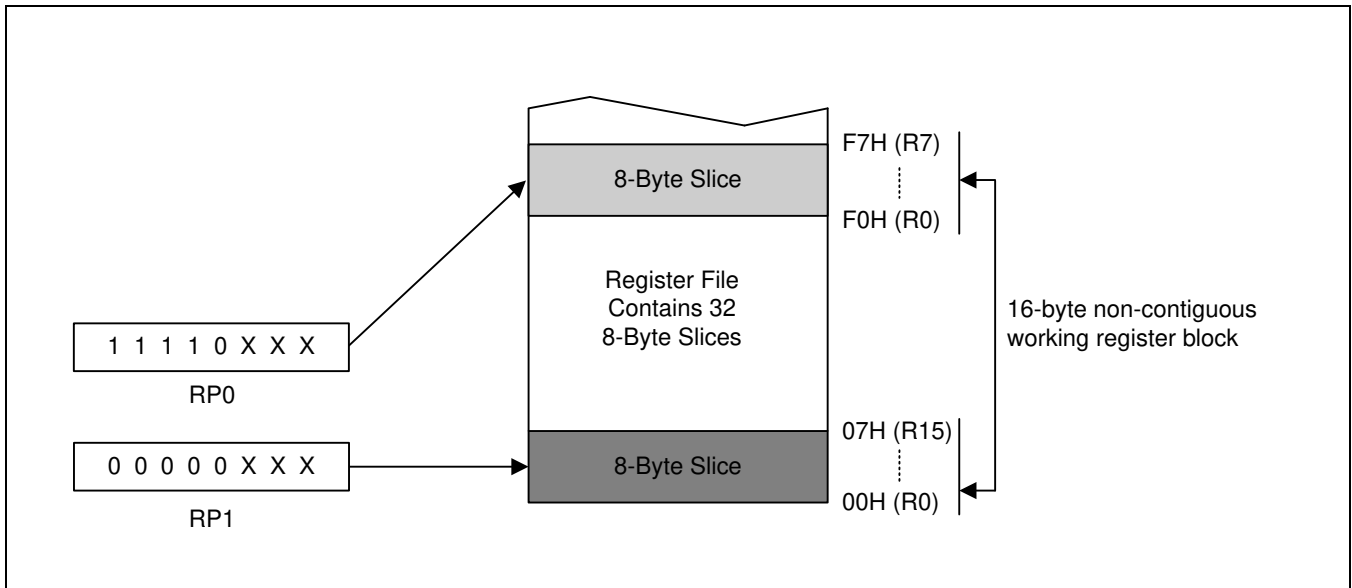 F7H (R7)
8-Byte Slice
F0H (R0)
Register File
Contains 32
8-Byte Slices
16-byte non-contiguous
working register block
1 1 1 1 0 X X X
RP0
07H (R15)
0 0 0 0 0 X X X
8-Byte Slice
00H (R0)
RP1